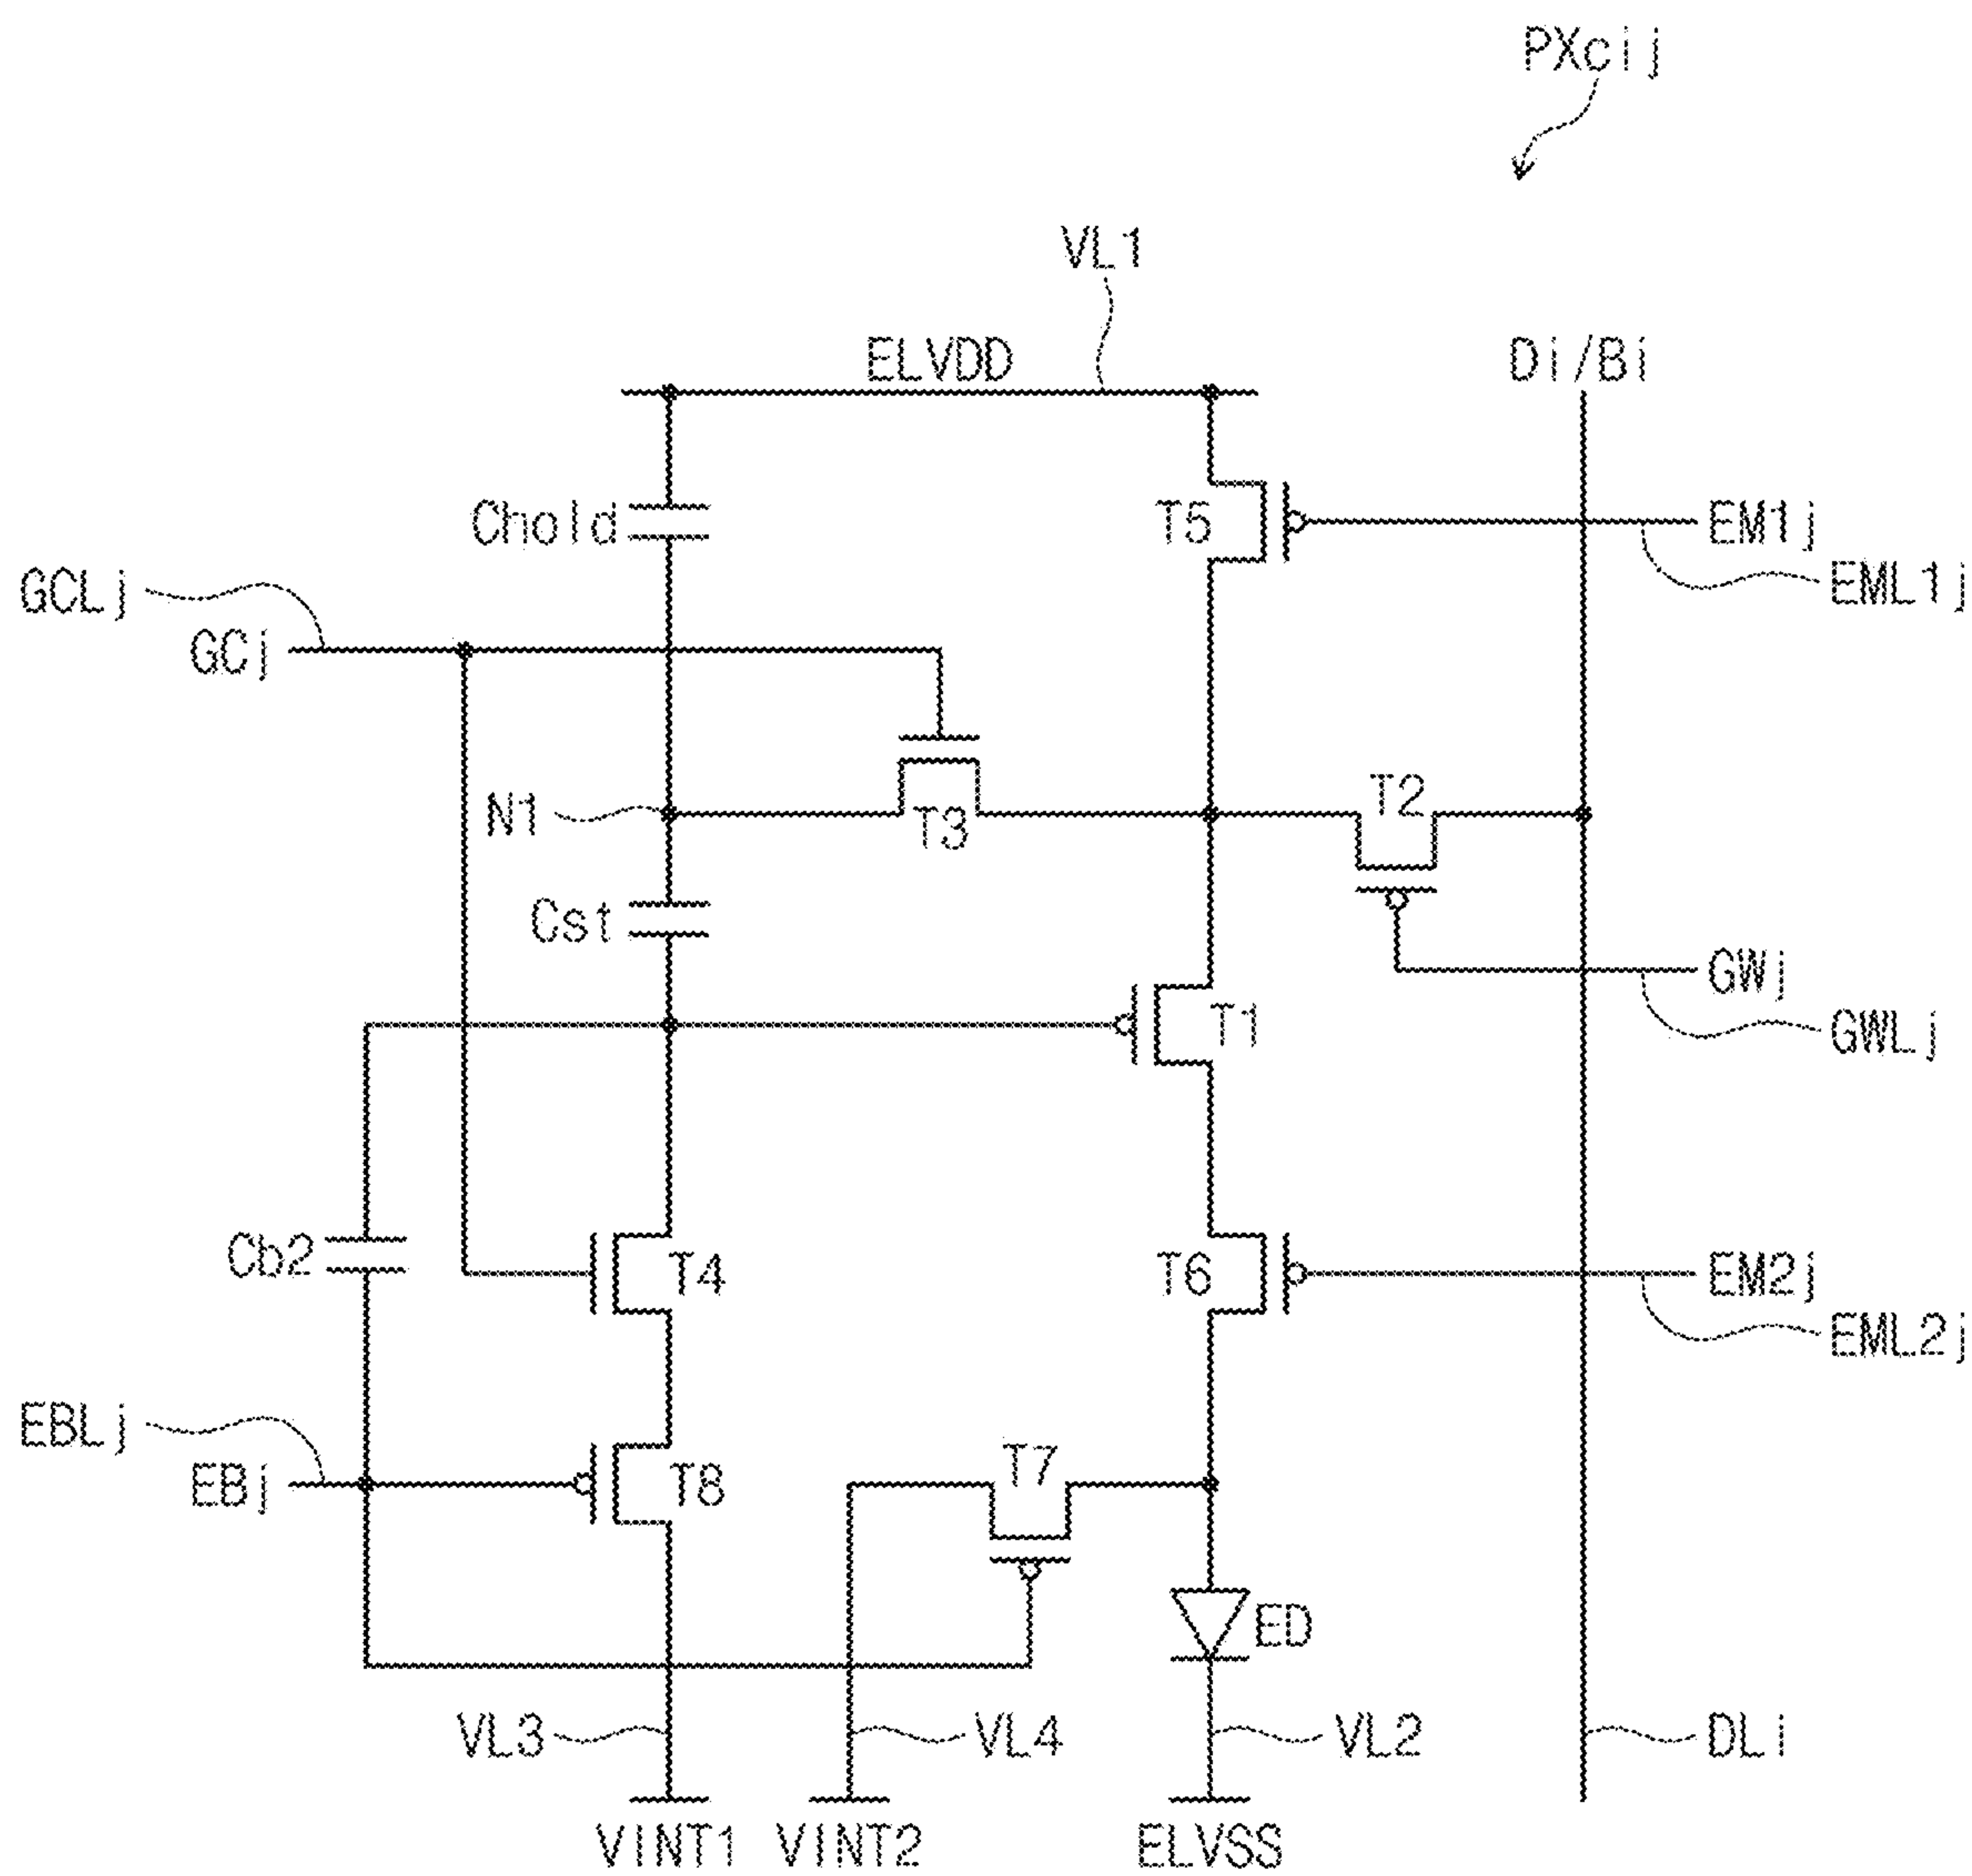 PXcij
VL1
ELVDD
Di/Bi
Chold
T5
EM1j
EML1j
GCLj
GCj
N1
T3
T2
Cst
GWj
GWLj
T1
Cb2
T4
T6
EM2j
EML2j
EBLj
EBj
T8
T7
ED
VL3
VL4
VL2
DLi
VINT1
VINT2
ELVSS